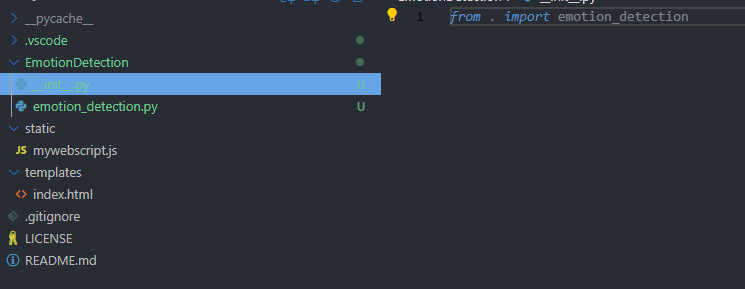 __pycache__
.vscode
EmotionDetection
__init__.py U
emotion_detection.py U
static
JS mywebscript.js
templates
<> index.html
.gitignore
LICENSE
README.md
1 from . import emotion_detection